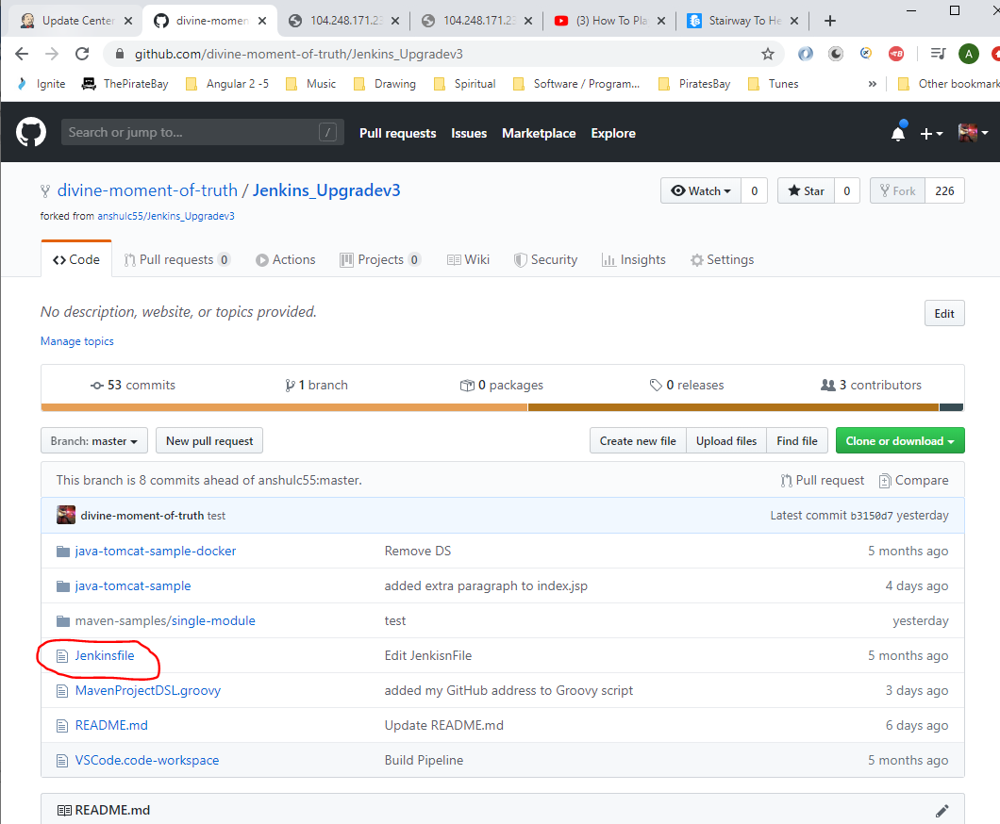 Update Center
divine-momen
104.248.171.23
104.248.171.23
(3) How To Pla
Stairway To He
github.com/divine-moment-of-truth/Jenkins_Upgradev3
A
Ignite ThePirateBay Angular 2 -5 Music Drawing Spiritual Software / Program... PiratesBay Tunes » Other bookmark
Search or jump to... / Pull requests Issues Marketplace Explore
divine-moment-of-truth / Jenkins_Upgradev3
Watch 0 Star 0 Fork 226
forked from anshulc55/Jenkins_Upgradev3
Code Pull requests 0 Actions Projects 0 Wiki Security Insights Settings
No description, website, or topics provided.
Edit
Manage topics
53 commits 1 branch 0 packages 0 releases 3 contributors
Branch: master New pull request Create new file Upload files Find file Clone or download
This branch is 8 commits ahead of anshulc55:master. Pull request Compare
divine-moment-of-truth test Latest commit b3150d7 yesterday
java-tomcat-sample-docker Remove DS 5 months ago
java-tomcat-sample added extra paragraph to index.jsp 4 days ago
maven-samples/single-module test yesterday
Jenkinsfile Edit JenkisnFile 5 months ago
MavenProjectDSL.groovy added my GitHub address to Groovy script 3 days ago
README.md Update README.md 6 days ago
VSCode.code-workspace Build Pipeline 5 months ago
README.md